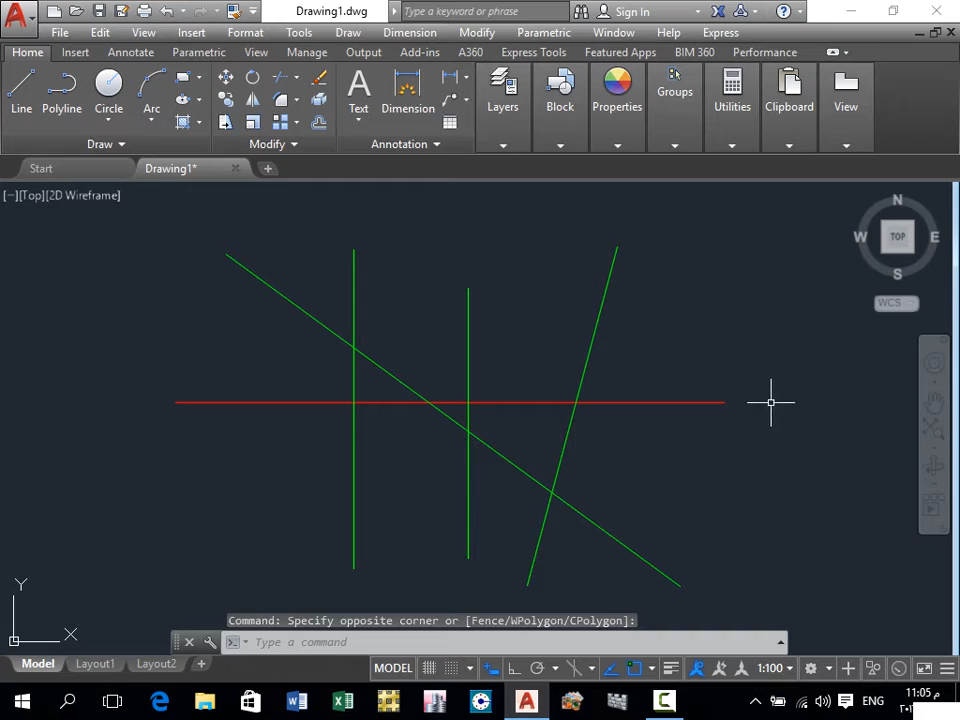 Drawing1.dwg
Type a keyword or phrase
Sign In
File Edit View Insert Format Tools Draw Dimension Modify Parametric Window Help Express
Home Insert Annotate Parametric View Manage Output Add-ins A360 Express Tools Featured Apps BIM 360 Performance
Line Polyline Circle Arc Text Dimension Layers Block Properties Groups Utilities Clipboard View
Draw Modify Annotation
Start Drawing1*
[−][Top][2D Wireframe]
N
W TOP E
S
WCS
Y
X
Command: Specify opposite corner or [Fence/WPolygon/CPolygon]:
Type a command
Model Layout1 Layout2 MODEL 1:100
ENG
11:05 م